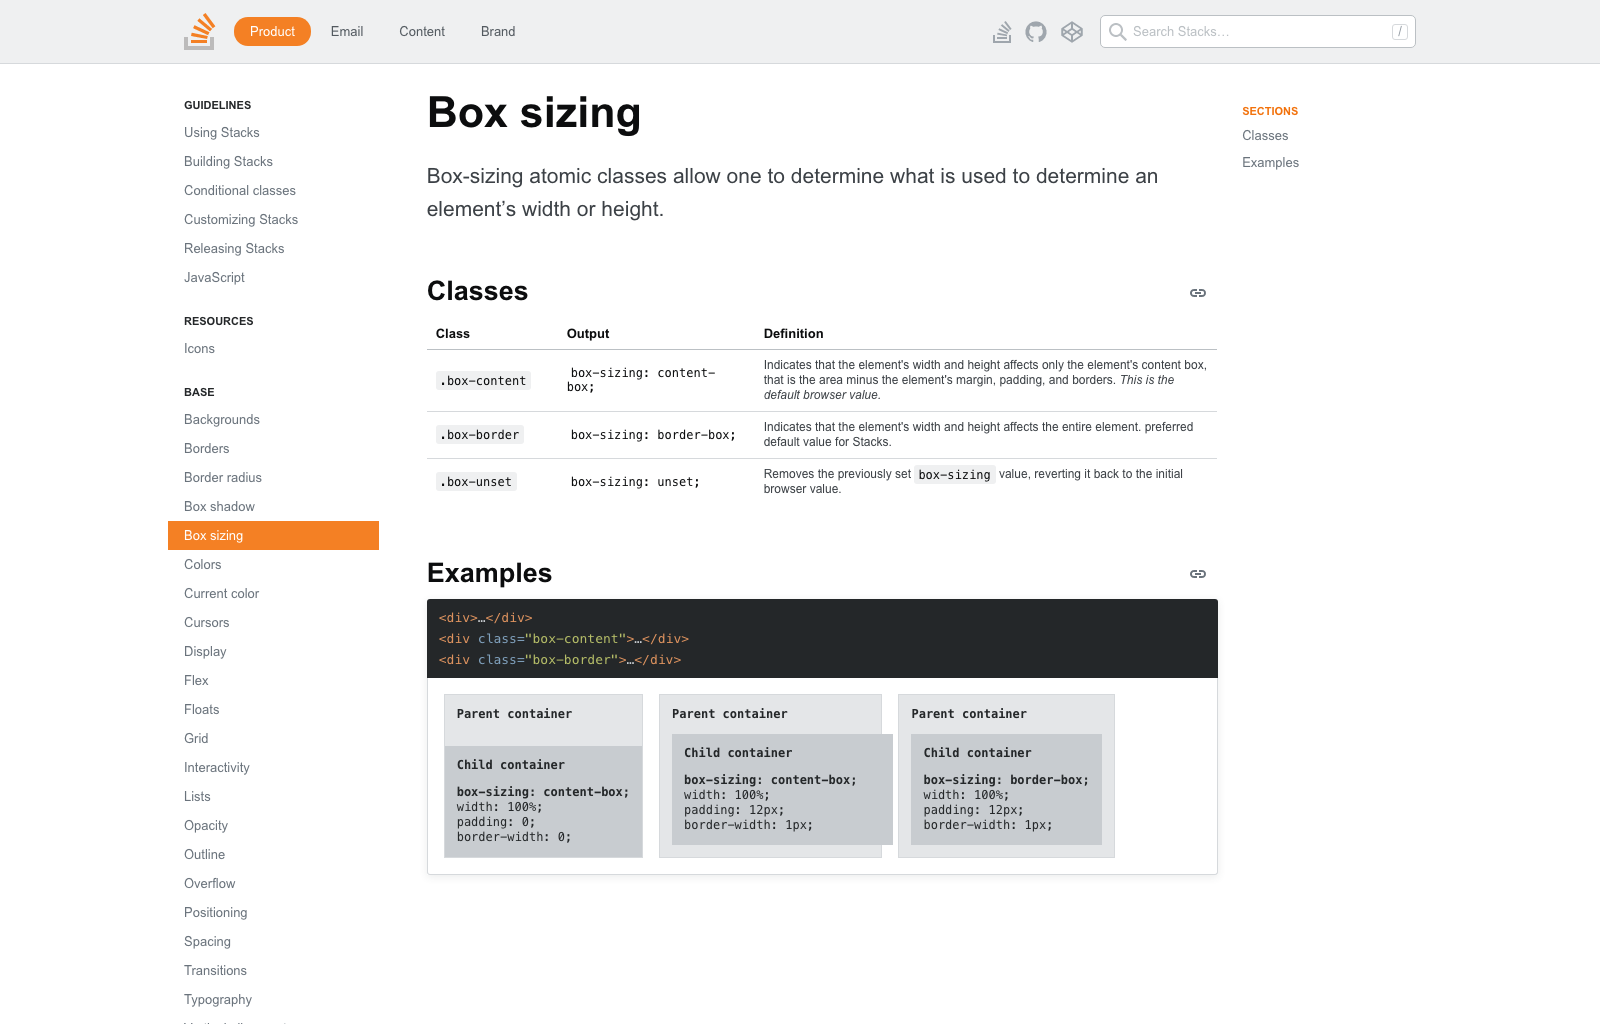 Product
Email
Content
Brand
Search Stacks…
/
GUIDELINES
Using Stacks
Building Stacks
Conditional classes
Customizing Stacks
Releasing Stacks
JavaScript
RESOURCES
Icons
BASE
Backgrounds
Borders
Border radius
Box shadow
Box sizing
Colors
Current color
Cursors
Display
Flex
Floats
Grid
Interactivity
Lists
Opacity
Outline
Overflow
Positioning
Spacing
Transitions
Typography
Box sizing
Box-sizing atomic classes allow one to determine what is used to determine an
element’s width or height.
Classes
Class Output Definition
.box-content
box-sizing: content-
box;
Indicates that the element's width and height affects only the element's content box,
that is the area minus the element's margin, padding, and borders. This is the
default browser value.
.box-border
box-sizing: border-box;
Indicates that the element's width and height affects the entire element. preferred
default value for Stacks.
.box-unset
box-sizing: unset;
Removes the previously set box-sizing value, reverting it back to the initial
browser value.
Examples
<div>…</div>
<div class="box-content">…</div>
<div class="box-border">…</div>
Parent container
Child container
box-sizing: content-box;
width: 100%;
padding: 0;
border-width: 0;
Parent container
Child container
box-sizing: content-box;
width: 100%;
padding: 12px;
border-width: 1px;
Parent container
Child container
box-sizing: border-box;
width: 100%;
padding: 12px;
border-width: 1px;
SECTIONS
Classes
Examples